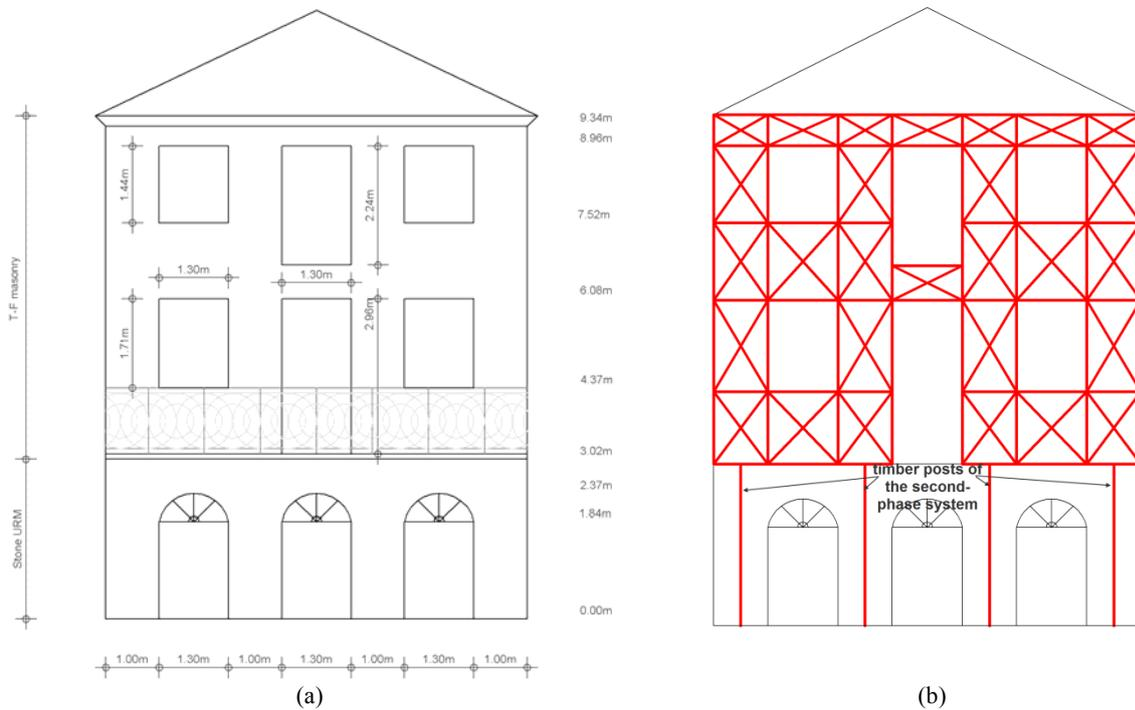 9.34m
8.96m
1.44m
2.24m
7.52m
T-F masonry
1.30m
1.30m
6.08m
1.71m
2.96m
4.37m
3.02m
2.37m
1.84m
Stone URM
0.00m
1.00m 1.30m 1.00m 1.30m 1.00m 1.30m 1.00m
(a)
timber posts of
the second-
phase system
(b)